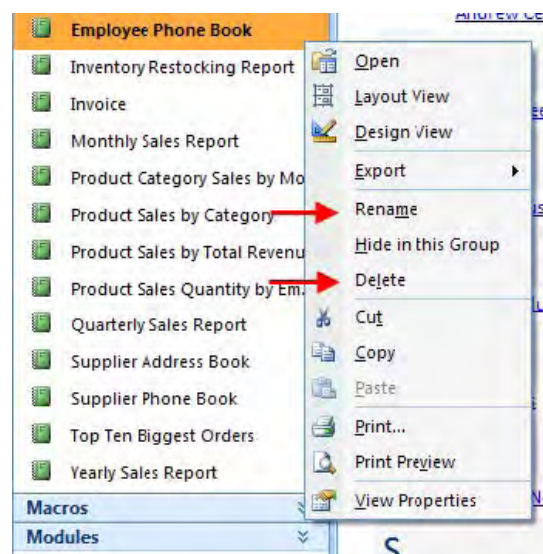 Employee Phone Book
Inventory Restocking Report
Invoice
Monthly Sales Report
Product Category Sales by Mo
Product Sales by Category
Product Sales by Total Revenu
Product Sales Quantity by Em.
Quarterly Sales Report
Supplier Address Book
Supplier Phone Book
Top Ten Biggest Orders
Yearly Sales Report
Macros
Modules
Open
Layout View
Design View
Export
Rename
Hide in this Group
Delete
Cut
Copy
Paste
Print...
Print Preview
View Properties
Andrew Ce
S